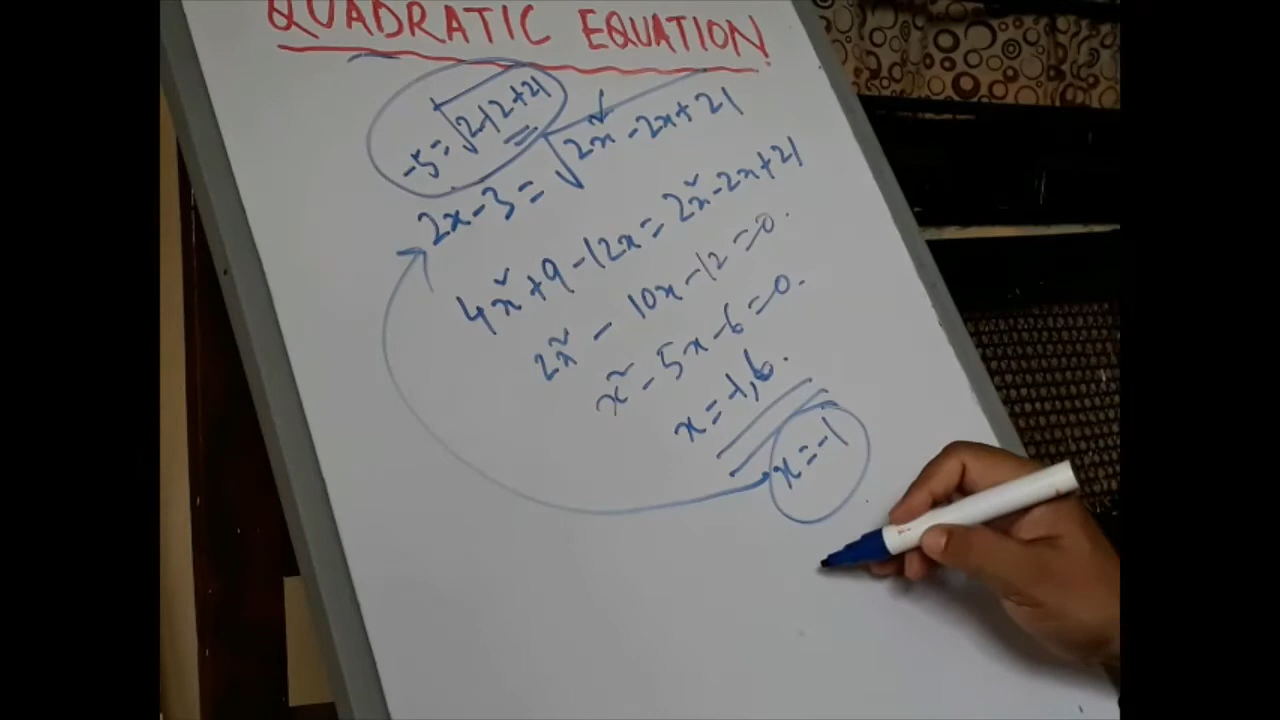 QUADRATIC EQUATION
-5=√2+2+21
2x-3=√2x²-2x+21
4x²+9-12x=2x²-2x+21
2x²-10x-12=0.
x²-5x-6=0.
x=-1,6.
x=-1